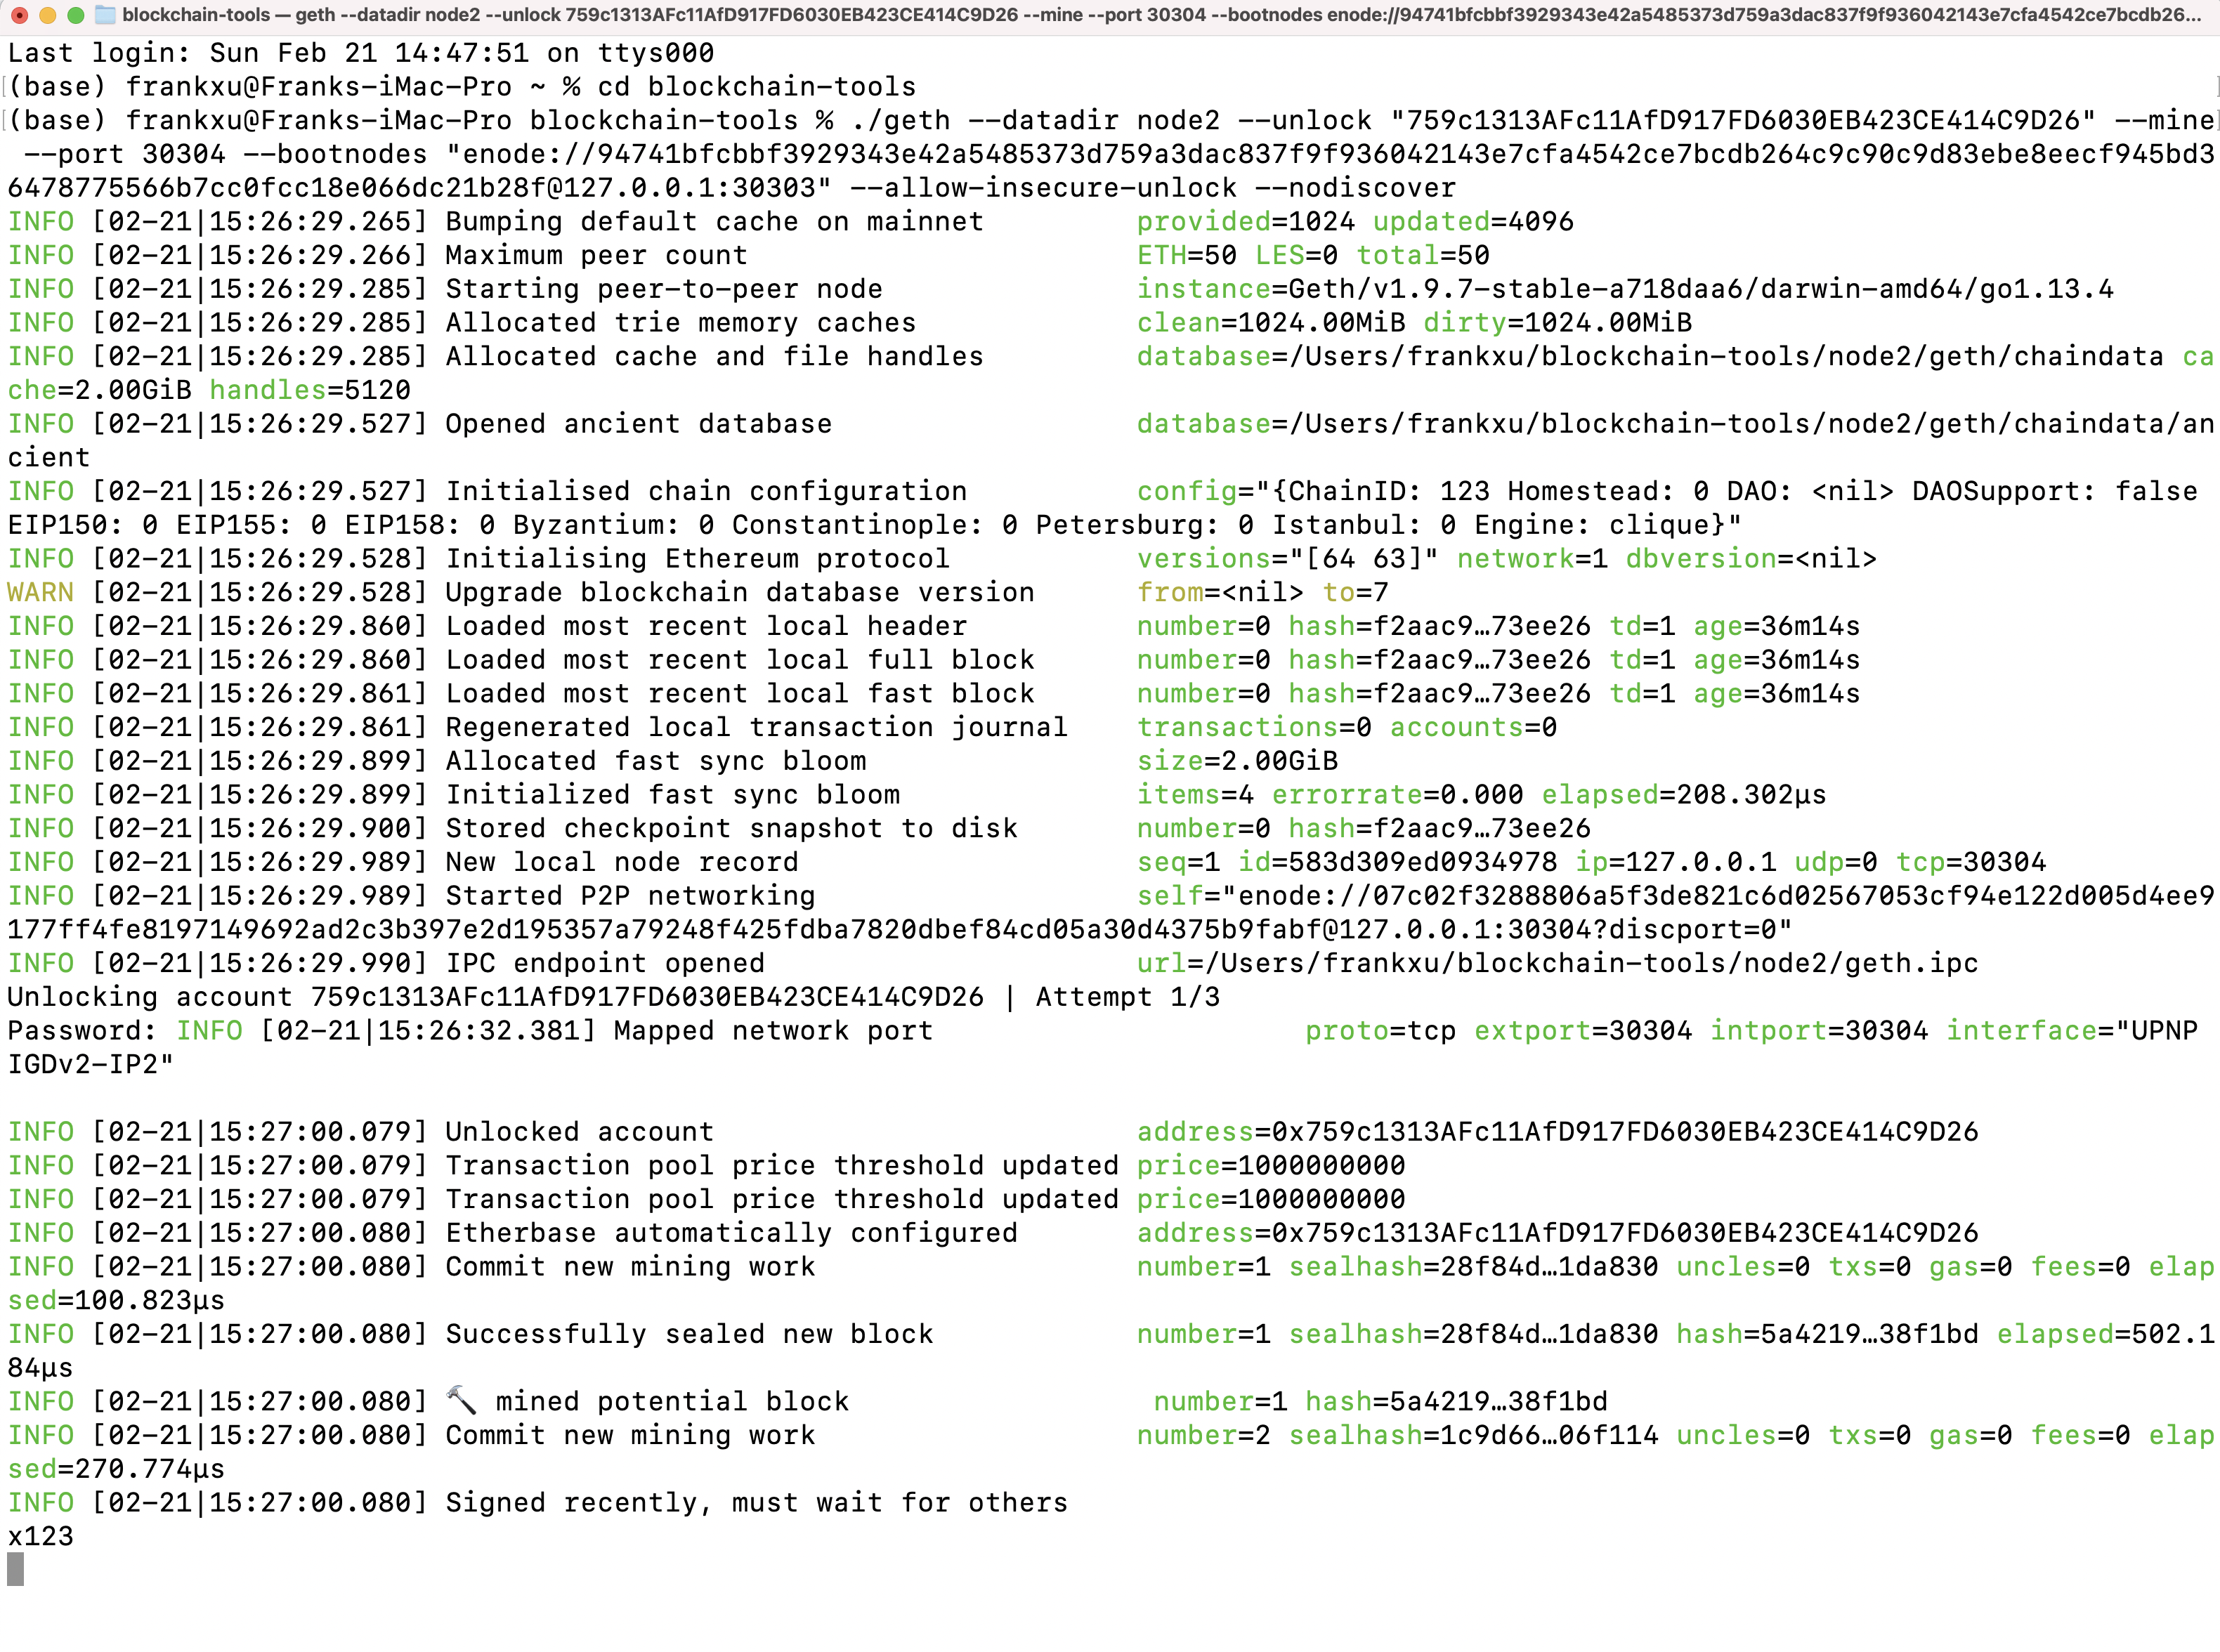 blockchain-tools — geth --datadir node2 --unlock 759c1313AFc11AfD917FD6030EB423CE414C9D26 --mine --port 30304 --bootnodes enode://94741bfcbbf3929343e42a5485373d759a3dac837f9f936042143e7cfa4542ce7bcdb26...
Last login: Sun Feb 21 14:47:51 on ttys000
(base) frankxu@Franks-iMac-Pro ~ % cd blockchain-tools
(base) frankxu@Franks-iMac-Pro blockchain-tools % ./geth --datadir node2 --unlock "759c1313AFc11AfD917FD6030EB423CE414C9D26" --mine
--port 30304 --bootnodes "enode://94741bfcbbf3929343e42a5485373d759a3dac837f9f936042143e7cfa4542ce7bcdb264c9c90c9d83ebe8eecf945bd3
6478775566b7cc0fcc18e066dc21b28f@127.0.0.1:30303" --allow-insecure-unlock --nodiscover
INFO [02-21|15:26:29.265] Bumping default cache on mainnet provided=1024 updated=4096
INFO [02-21|15:26:29.266] Maximum peer count ETH=50 LES=0 total=50
INFO [02-21|15:26:29.285] Starting peer-to-peer node instance=Geth/v1.9.7-stable-a718daa6/darwin-amd64/go1.13.4
INFO [02-21|15:26:29.285] Allocated trie memory caches clean=1024.00MiB dirty=1024.00MiB
INFO [02-21|15:26:29.285] Allocated cache and file handles database=/Users/frankxu/blockchain-tools/node2/geth/chaindata ca
che=2.00GiB handles=5120
INFO [02-21|15:26:29.527] Opened ancient database database=/Users/frankxu/blockchain-tools/node2/geth/chaindata/an
cient
INFO [02-21|15:26:29.527] Initialised chain configuration config="{ChainID: 123 Homestead: 0 DAO: <nil> DAOSupport: false
EIP150: 0 EIP155: 0 EIP158: 0 Byzantium: 0 Constantinople: 0 Petersburg: 0 Istanbul: 0 Engine: clique}"
INFO [02-21|15:26:29.528] Initialising Ethereum protocol versions="[64 63]" network=1 dbversion=<nil>
WARN [02-21|15:26:29.528] Upgrade blockchain database version from=<nil> to=7
INFO [02-21|15:26:29.860] Loaded most recent local header number=0 hash=f2aac9…73ee26 td=1 age=36m14s
INFO [02-21|15:26:29.860] Loaded most recent local full block number=0 hash=f2aac9…73ee26 td=1 age=36m14s
INFO [02-21|15:26:29.861] Loaded most recent local fast block number=0 hash=f2aac9…73ee26 td=1 age=36m14s
INFO [02-21|15:26:29.861] Regenerated local transaction journal transactions=0 accounts=0
INFO [02-21|15:26:29.899] Allocated fast sync bloom size=2.00GiB
INFO [02-21|15:26:29.899] Initialized fast sync bloom items=4 errorrate=0.000 elapsed=208.302µs
INFO [02-21|15:26:29.900] Stored checkpoint snapshot to disk number=0 hash=f2aac9…73ee26
INFO [02-21|15:26:29.989] New local node record seq=1 id=583d309ed0934978 ip=127.0.0.1 udp=0 tcp=30304
INFO [02-21|15:26:29.989] Started P2P networking self="enode://07c02f3288806a5f3de821c6d02567053cf94e122d005d4ee9
177ff4fe8197149692ad2c3b397e2d195357a79248f425fdba7820dbef84cd05a30d4375b9fabf@127.0.0.1:30304?discport=0"
INFO [02-21|15:26:29.990] IPC endpoint opened url=/Users/frankxu/blockchain-tools/node2/geth.ipc
Unlocking account 759c1313AFc11AfD917FD6030EB423CE414C9D26 | Attempt 1/3
Password: INFO [02-21|15:26:32.381] Mapped network port proto=tcp extport=30304 intport=30304 interface="UPNP
IGDv2-IP2"
INFO [02-21|15:27:00.079] Unlocked account address=0x759c1313AFc11AfD917FD6030EB423CE414C9D26
INFO [02-21|15:27:00.079] Transaction pool price threshold updated price=1000000000
INFO [02-21|15:27:00.079] Transaction pool price threshold updated price=1000000000
INFO [02-21|15:27:00.080] Etherbase automatically configured address=0x759c1313AFc11AfD917FD6030EB423CE414C9D26
INFO [02-21|15:27:00.080] Commit new mining work number=1 sealhash=28f84d…1da830 uncles=0 txs=0 gas=0 fees=0 elap
sed=100.823µs
INFO [02-21|15:27:00.080] Successfully sealed new block number=1 sealhash=28f84d…1da830 hash=5a4219…38f1bd elapsed=502.1
84µs
INFO [02-21|15:27:00.080] 🔨 mined potential block number=1 hash=5a4219…38f1bd
INFO [02-21|15:27:00.080] Commit new mining work number=2 sealhash=1c9d66…06f114 uncles=0 txs=0 gas=0 fees=0 elap
sed=270.774µs
INFO [02-21|15:27:00.080] Signed recently, must wait for others
x123